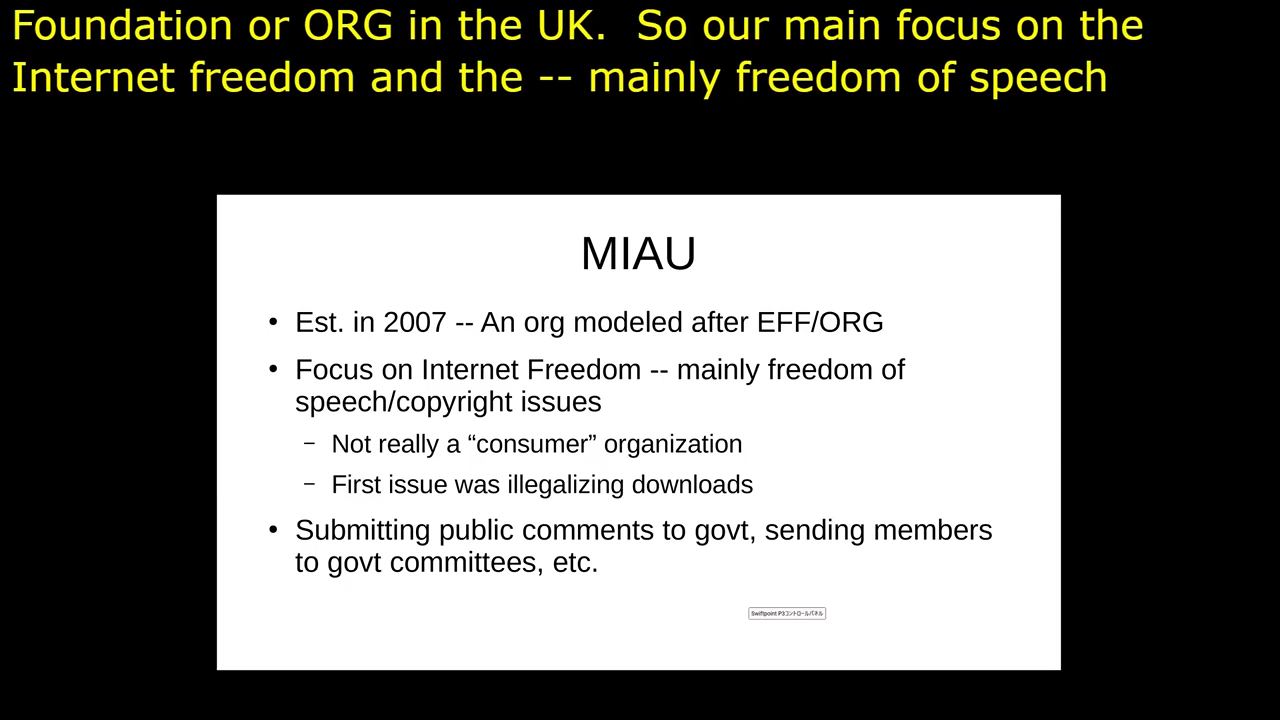 Foundation or ORG in the UK.  So our main focus on the
Internet freedom and the -- mainly freedom of speech
MIAU
• Est. in 2007 -- An org modeled after EFF/ORG
• Focus on Internet Freedom -- mainly freedom of
speech/copyright issues
– Not really a “consumer” organization
– First issue was illegalizing downloads
• Submitting public comments to govt, sending members
to govt committees, etc.
Swiftpoint P3コントロールパネル